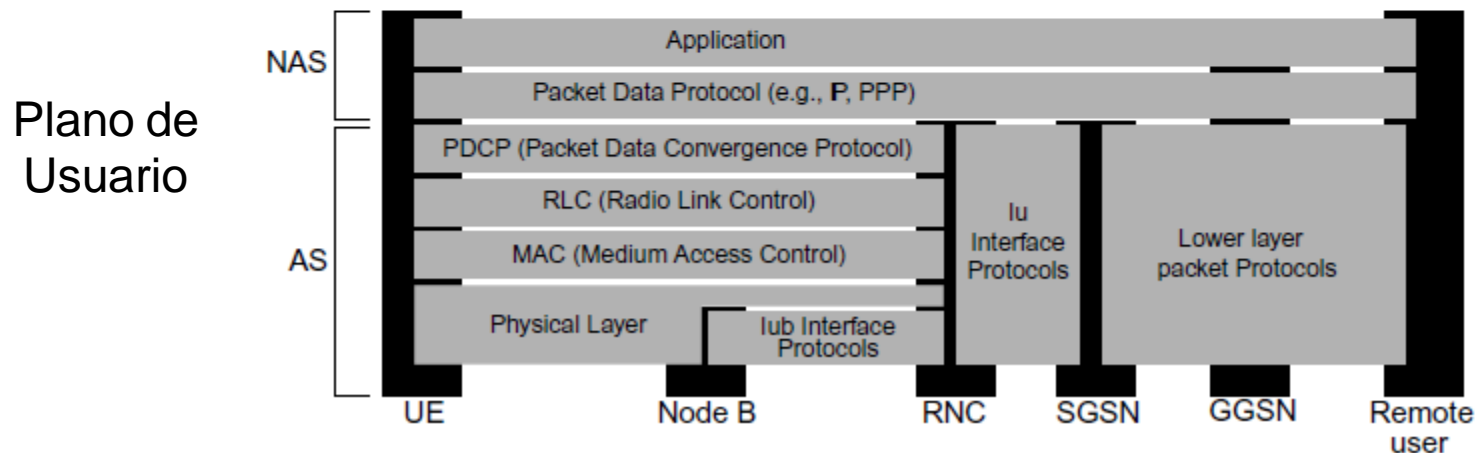 Plano de
Usuario
NAS
AS
Application
Packet Data Protocol (e.g., P, PPP)
PDCP (Packet Data Convergence Protocol)
RLC (Radio Link Control)
MAC (Medium Access Control)
Physical Layer
Iub Interface
Protocols
Iu
Interface
Protocols
Lower layer
packet Protocols
UE
Node B
RNC
SGSN
GGSN
Remote
user